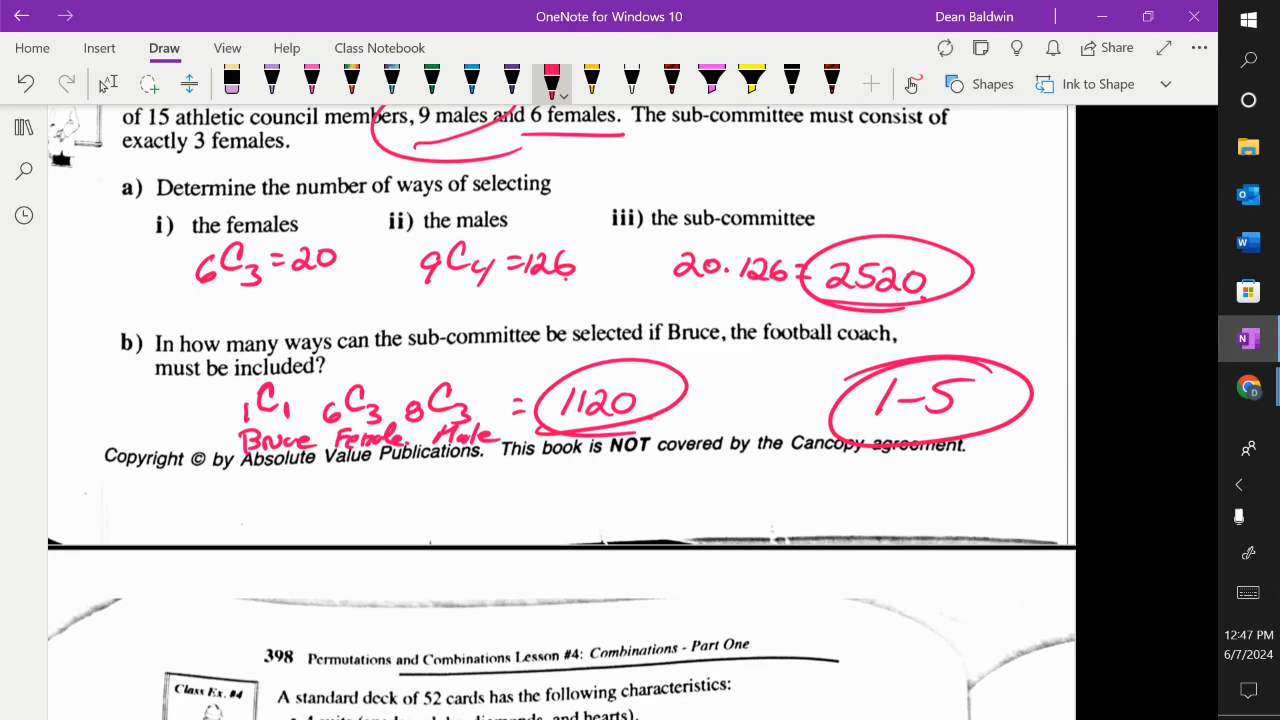 OneNote for Windows 10
Dean Baldwin
Home Insert Draw View Help Class Notebook
Share
Shapes
Ink to Shape
of 15 athletic council members, 9 males and 6 females. The sub-committee must consist of
exactly 3 females.
a) Determine the number of ways of selecting
i) the females ii) the males iii) the sub-committee
6C3 = 20 9C4 = 126 20 · 126 = 2520
b) In how many ways can the sub-committee be selected if Bruce, the football coach,
must be included?
1C1 6C3 8C3 = 1120 1-5
Bruce Female Male
Copyright © by Absolute Value Publications. This book is NOT covered by the Cancopy agreement.
398 Permutations and Combinations Lesson #4: Combinations - Part One
Class Ex. #4
A standard deck of 52 cards has the following characteristics:
12:47 PM
6/7/2024